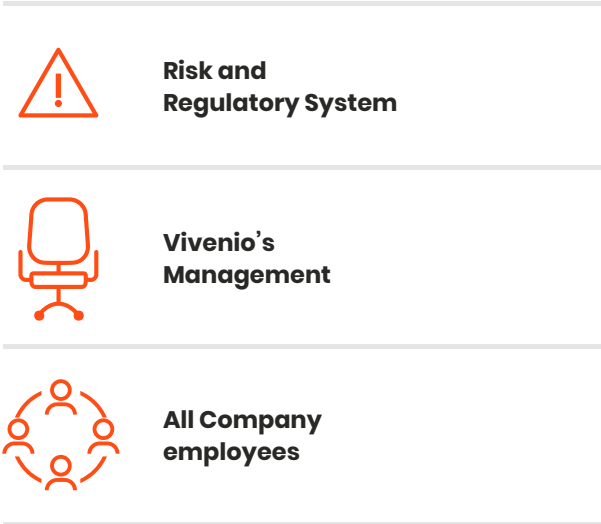 Risk and
Regulatory System
Vivenio’s
Management
All Company
employees